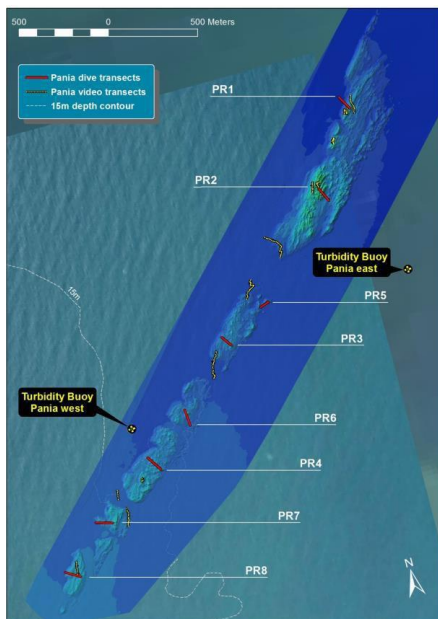 500 0 500 Meters
Pania dive transects
Pania video transects
15m depth contour
PR1
PR2
Turbidity Buoy
Pania east
15m
PR5
PR3
Turbidity Buoy
Pania west
PR6
PR4
PR7
PR8
N